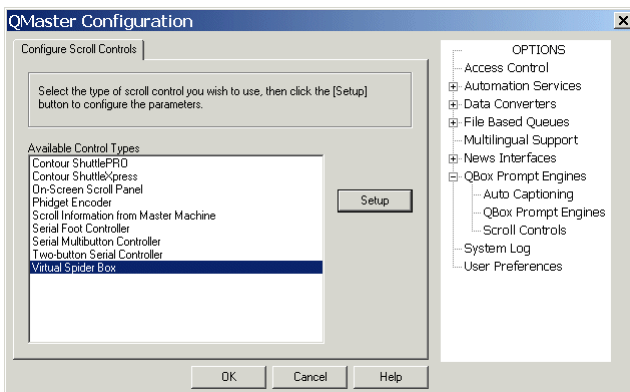 QMaster Configuration
Configure Scroll Controls
Select the type of scroll control you wish to use, then click the [Setup]
button to configure the parameters.
Available Control Types
Contour ShuttlePRO
Contour ShuttleXpress
On-Screen Scroll Panel
Phidget Encoder
Scroll Information from Master Machine
Serial Foot Controller
Serial Multibutton Controller
Two-button Serial Controller
Virtual Spider Box
Setup
OK
Cancel
Help
OPTIONS
Access Control
Automation Services
Data Converters
File Based Queues
Multilingual Support
News Interfaces
QBox Prompt Engines
Auto Captioning
QBox Prompt Engines
Scroll Controls
System Log
User Preferences